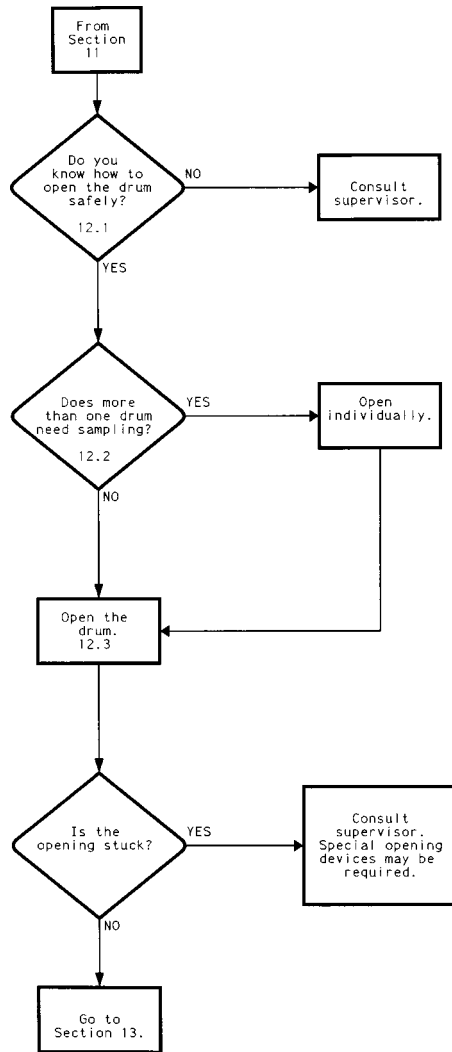 From
Section
11
Do you
know how to
open the drum
safely?
12.1
NO
Consult
supervisor.
YES
Does more
than one drum
need sampling?
12.2
YES
Open
individually.
NO
Open the
drum.
12.3
Is the
opening stuck?
YES
Consult
supervisor.
Special opening
devices may be
required.
NO
Go to
Section 13.